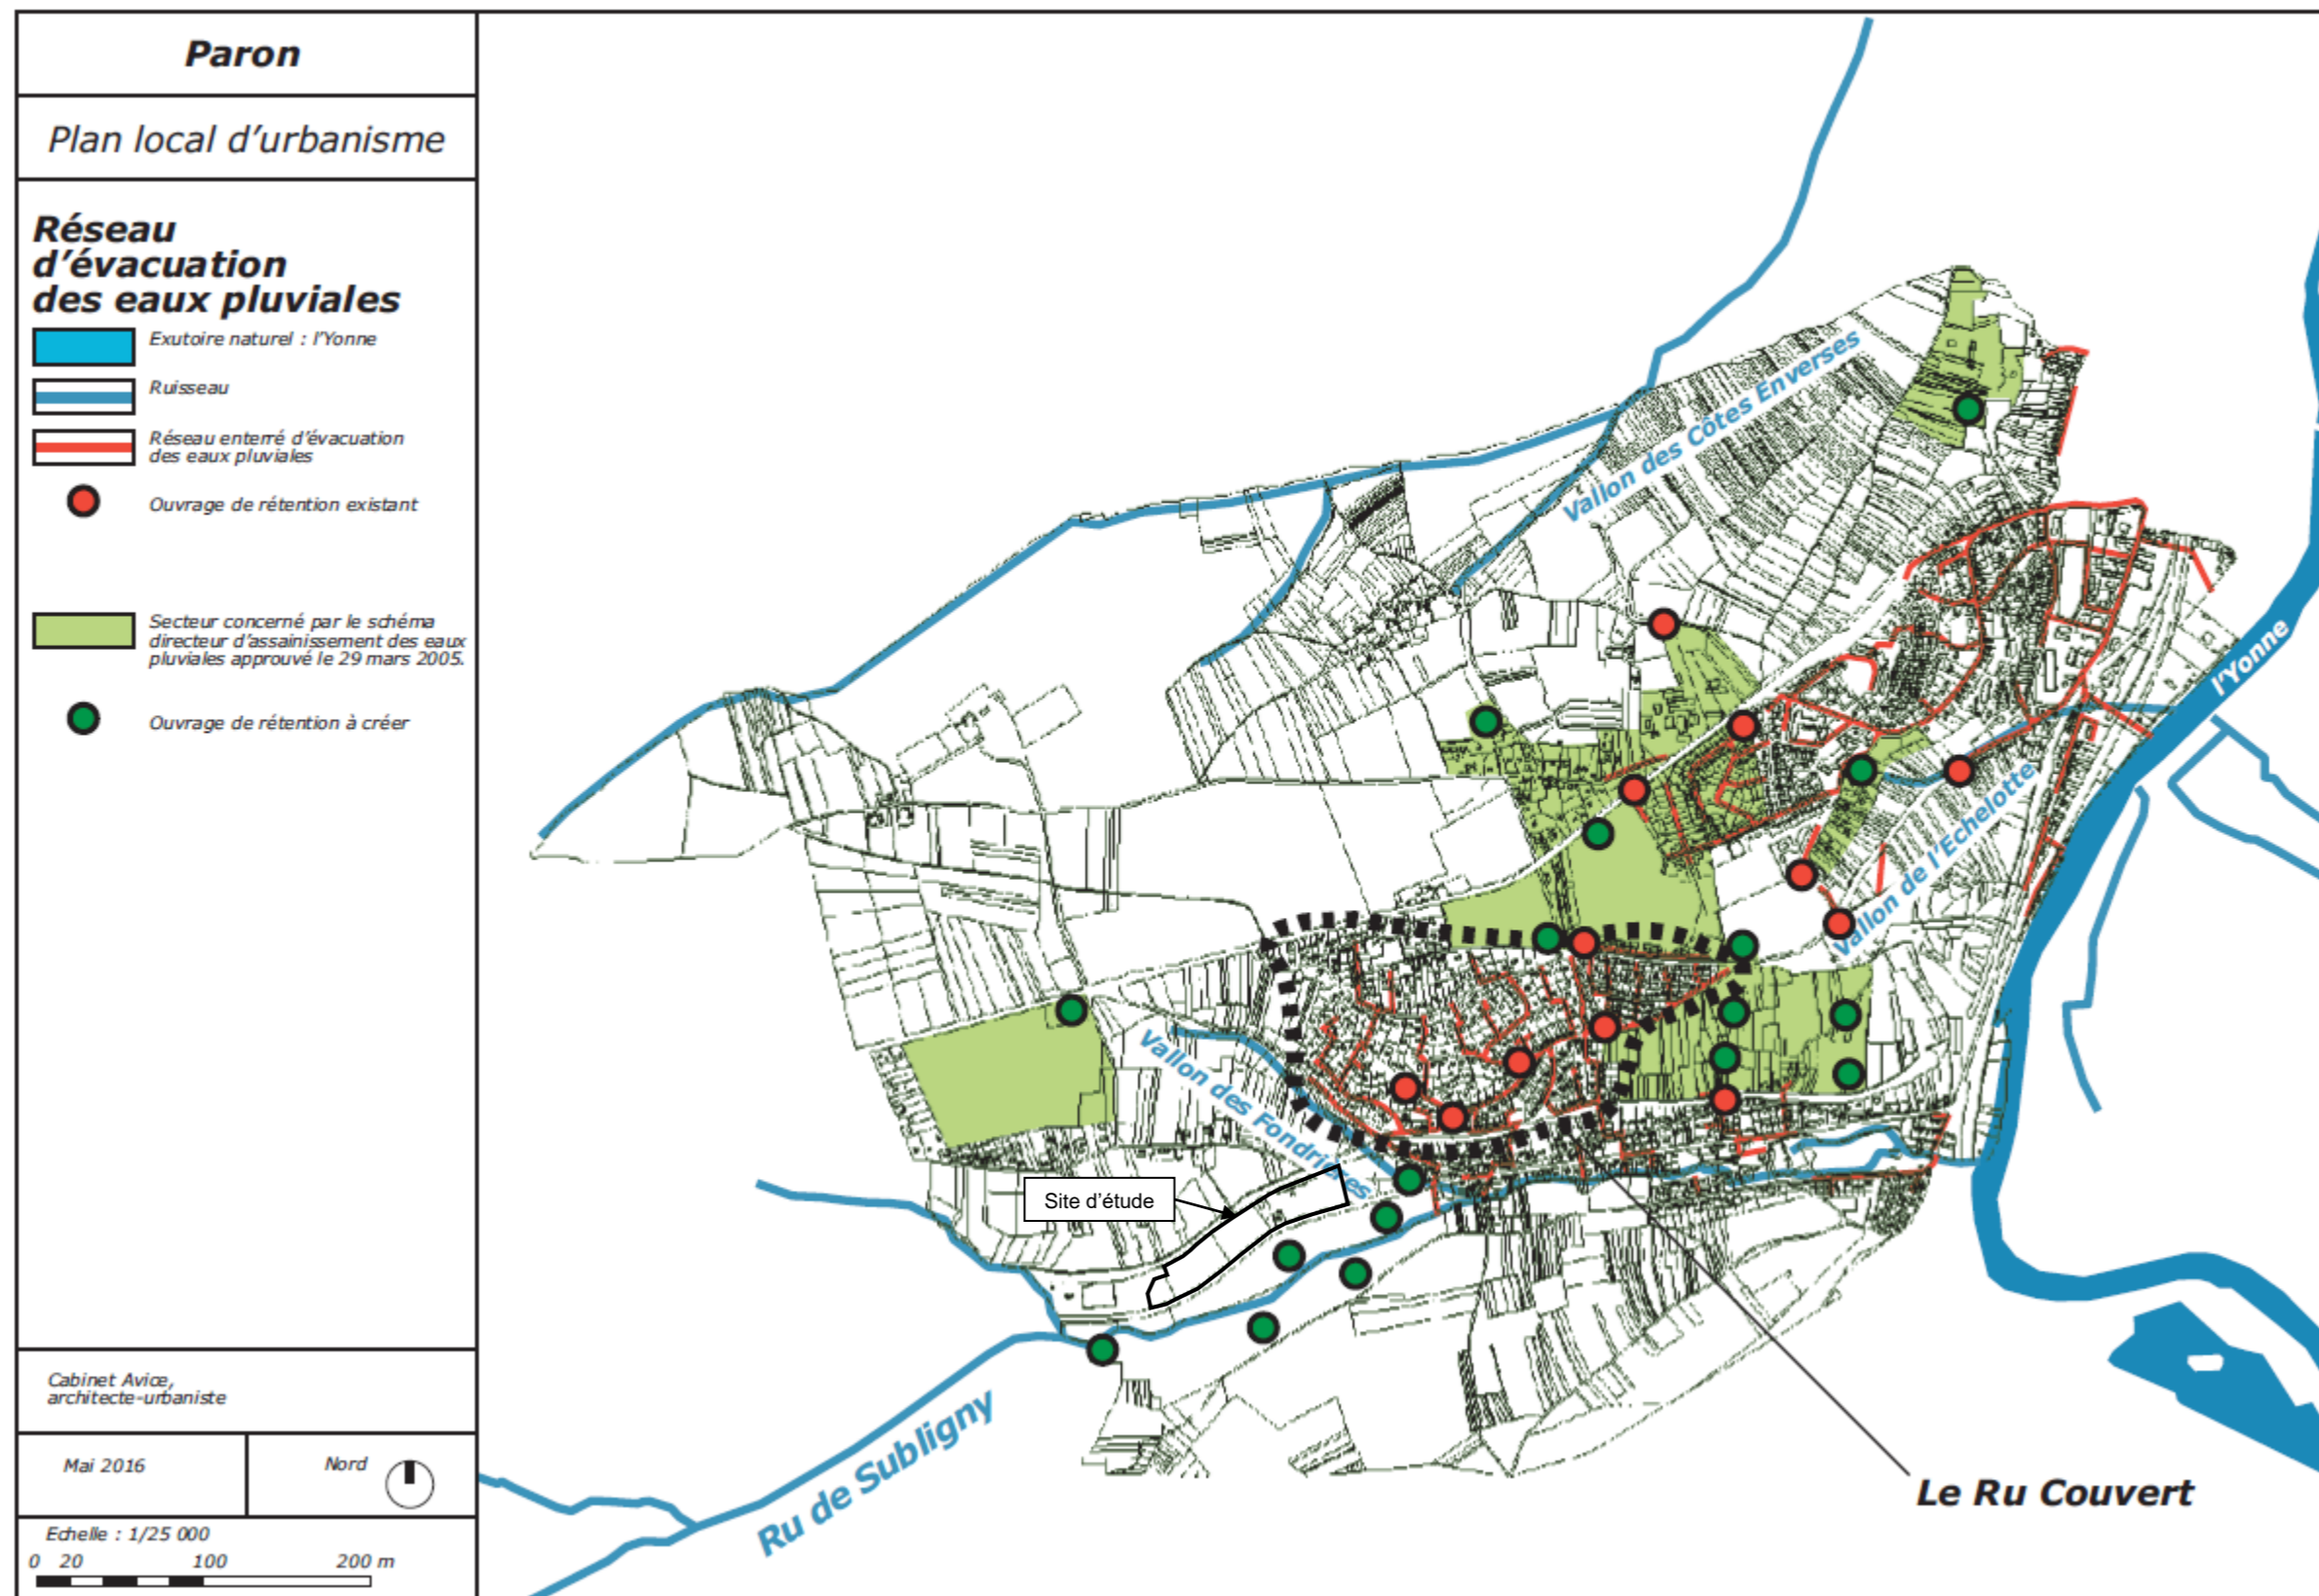 Paron
Plan local d'urbanisme
Réseau
d'évacuation
des eaux pluviales
Exutoire naturel : l'Yonne
Ruisseau
Réseau enterré d'évacuation
des eaux pluviales
Ouvrage de rétention existant
Secteur concerné par le schéma
directeur d'assainissement des eaux
pluviales approuvé le 29 mars 2005.
Ouvrage de rétention à créer
Cabinet Avice,
architecte-urbaniste
Mai 2016
Nord
Echelle : 1/25 000
0 20 100 200 m
Vallon des Côtes Enverses
l'Yonne
Vallon de l'Echelotte
Vallon des Fondrières
Site d'étude
Ru de Subligny
Le Ru Couvert